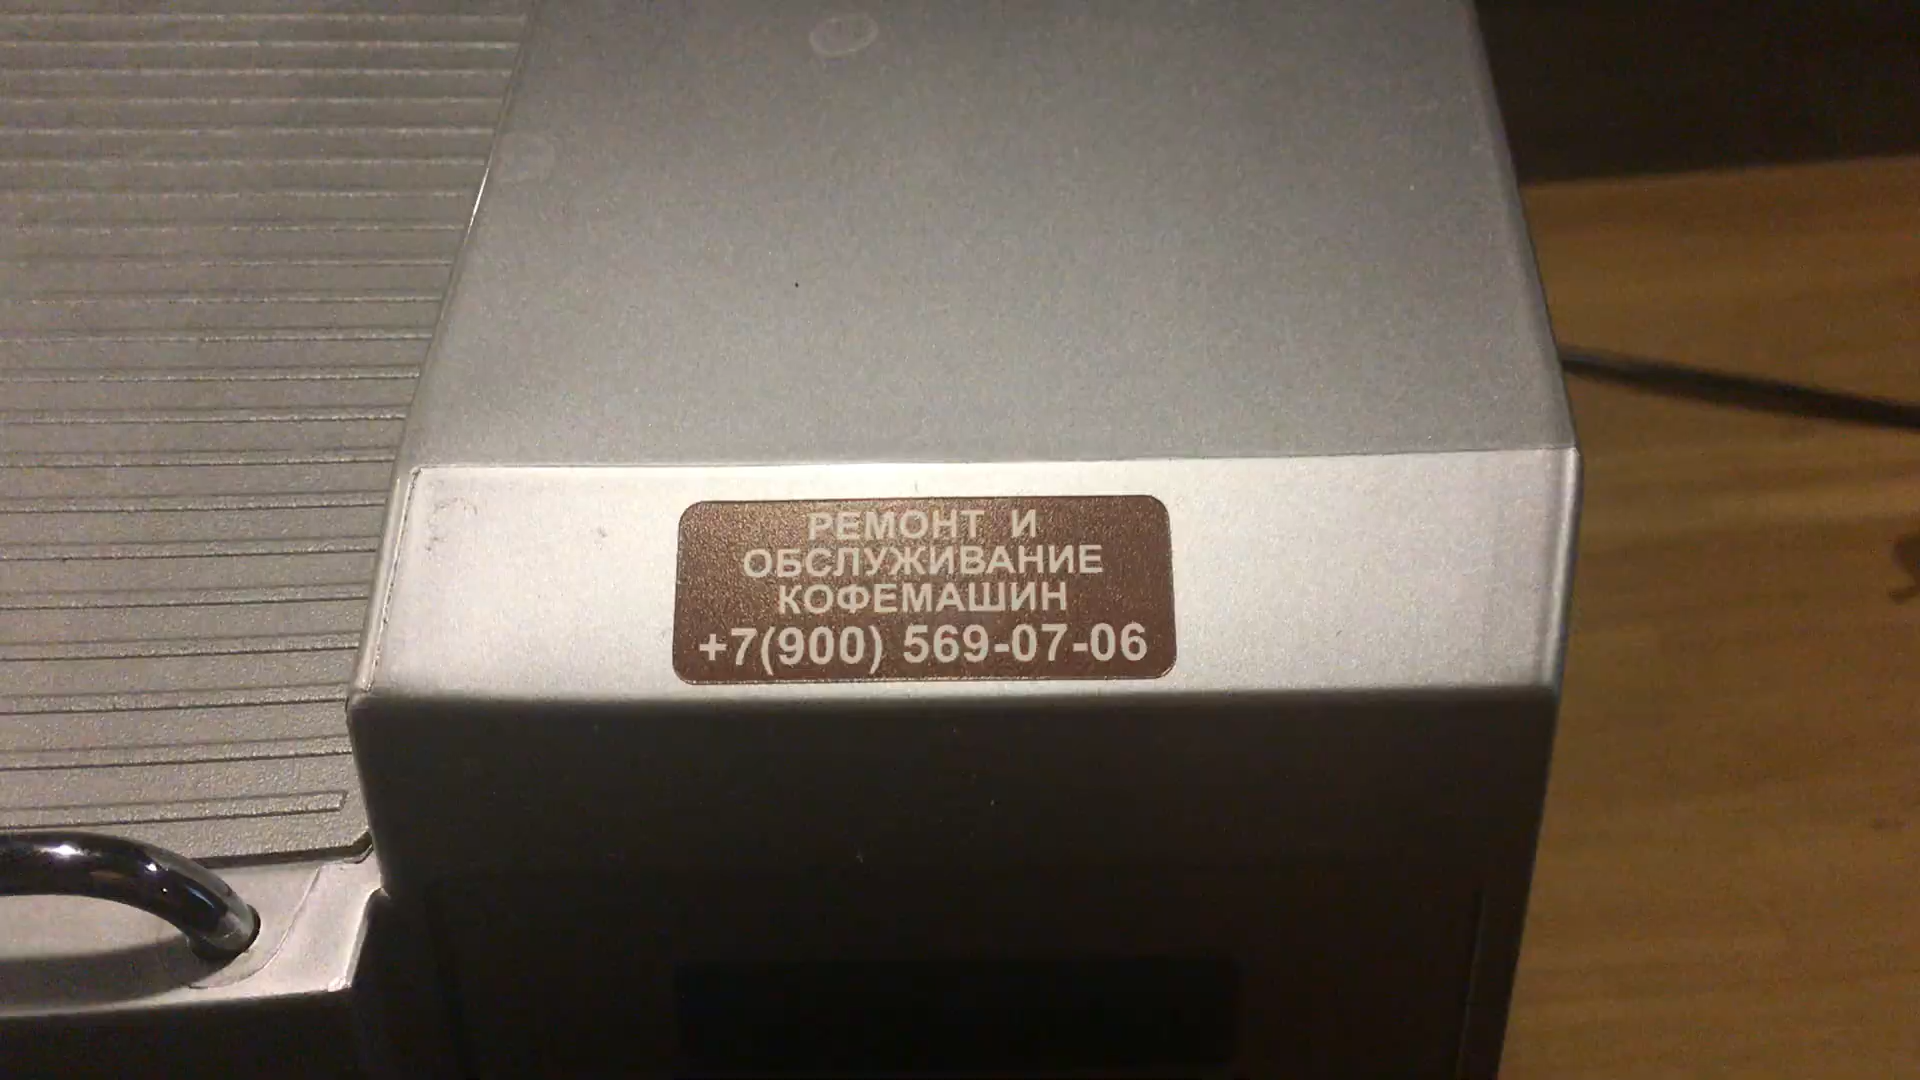 РЕМОНТ И
ОБСЛУЖИВАНИЕ
КОФЕМАШИН
+7(900) 569-07-06